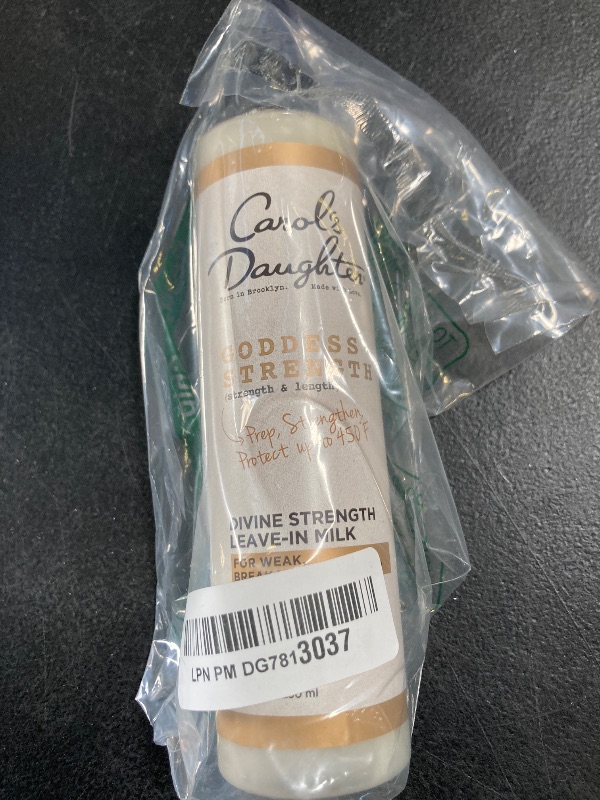 Carol's
Daughter
Born in Brooklyn. Made with Love.
GODDESS
STRENGTH
strength & length
Prep, Strengthen,
Protect up to 450°F
DIVINE STRENGTH
LEAVE-IN MILK
FOR WEAK,
LPN PM DG7813037
ml